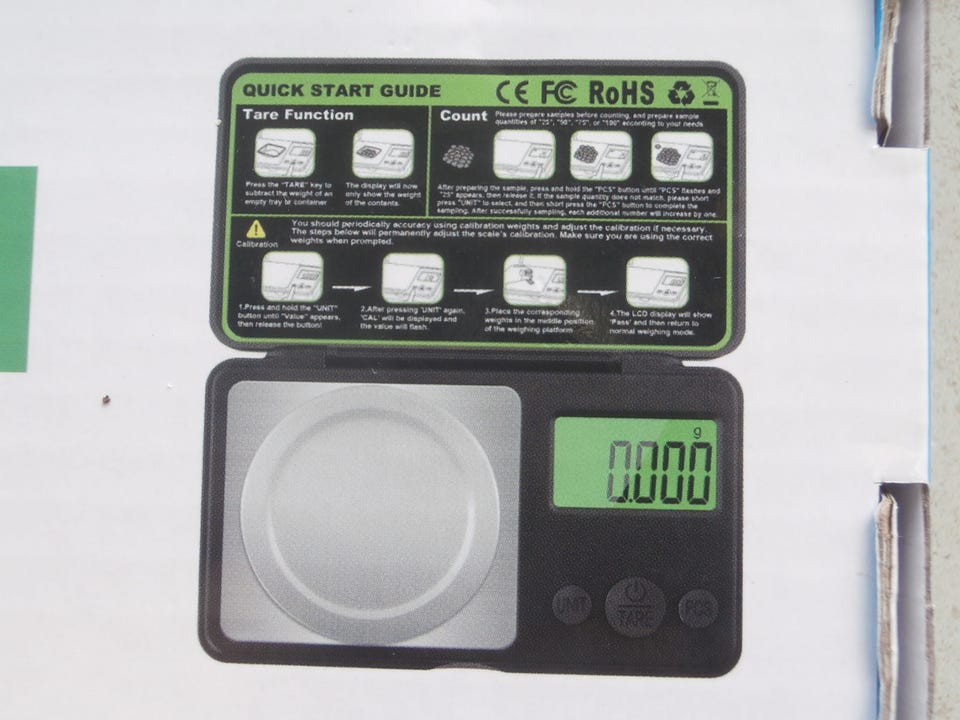 QUICK START GUIDE
CE FC RoHS
Tare Function
Press the "TARE" key to
subtract the weight of an
empty tray or container
The display will now
only show the weight
of the contents.
Count
Please prepare samples before counting, and prepare sample
quantities of "25", "50", "75", or "100" according to your needs
After preparing the sample, press and hold the "PCS" button until "PCS" flashes and
"25" appears, then release it. If the sample quantity does not match, please short
press "UNIT" to select, and then short press the "PCS" button to complete the
sampling. After successfully sampling, each additional number will increase by one.
Calibration
You should periodically accuracy using calibration weights and adjust the calibration if necessary.
The steps below will permanently adjust the scale's calibration. Make sure you are using the correct
weights when prompted.
1.Press and hold the "UNIT"
button until "Value" appears,
then release the button!
2.After pressing 'UNIT' again,
'CAL' will be displayed and
the value will flash.
3.Place the corresponding
weights in the middle position
of the weighing platform
4.The LCD display will show
'Pass' and then return to
normal weighing mode.
g
0.000
UNIT
TARE
PCS